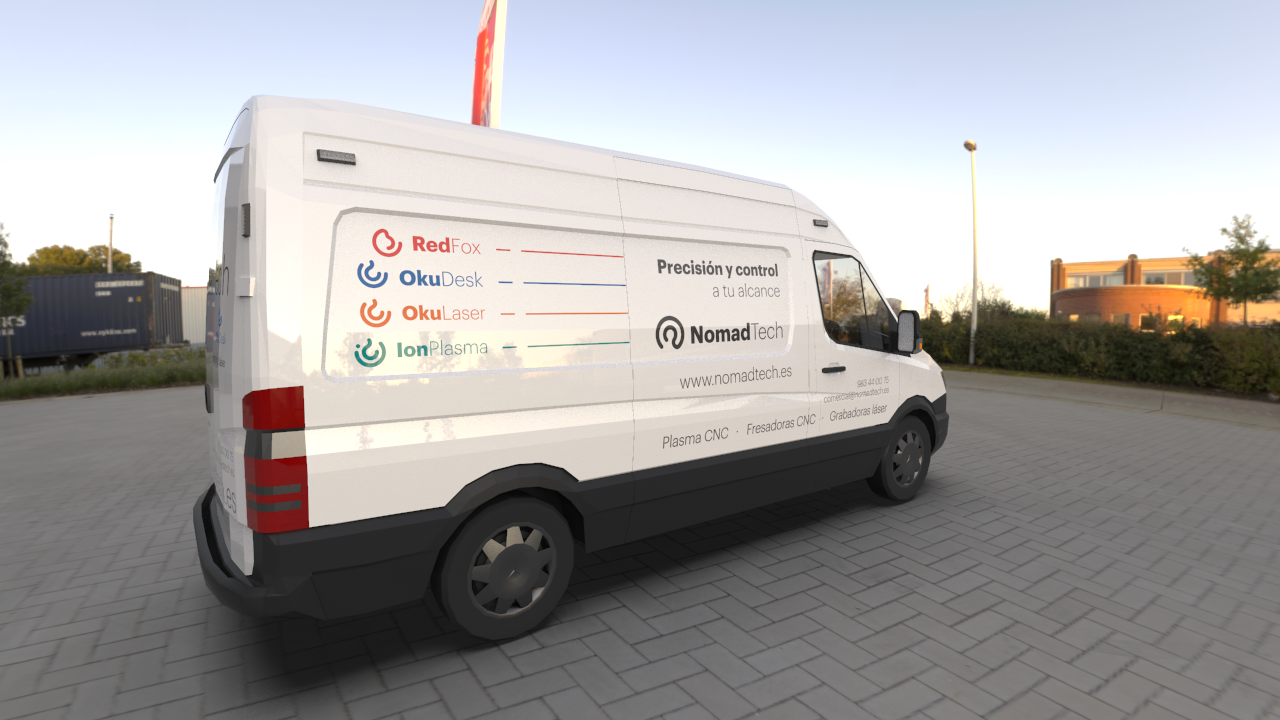 RedFox
OkuDesk
OkuLaser
IonPlasma
Precisión y control
a tu alcance
NomadTech
www.nomadtech.es
983 44 00 75
comercial@nomadtech.es
Plasma CNC · Fresadoras CNC · Grabadoras láser